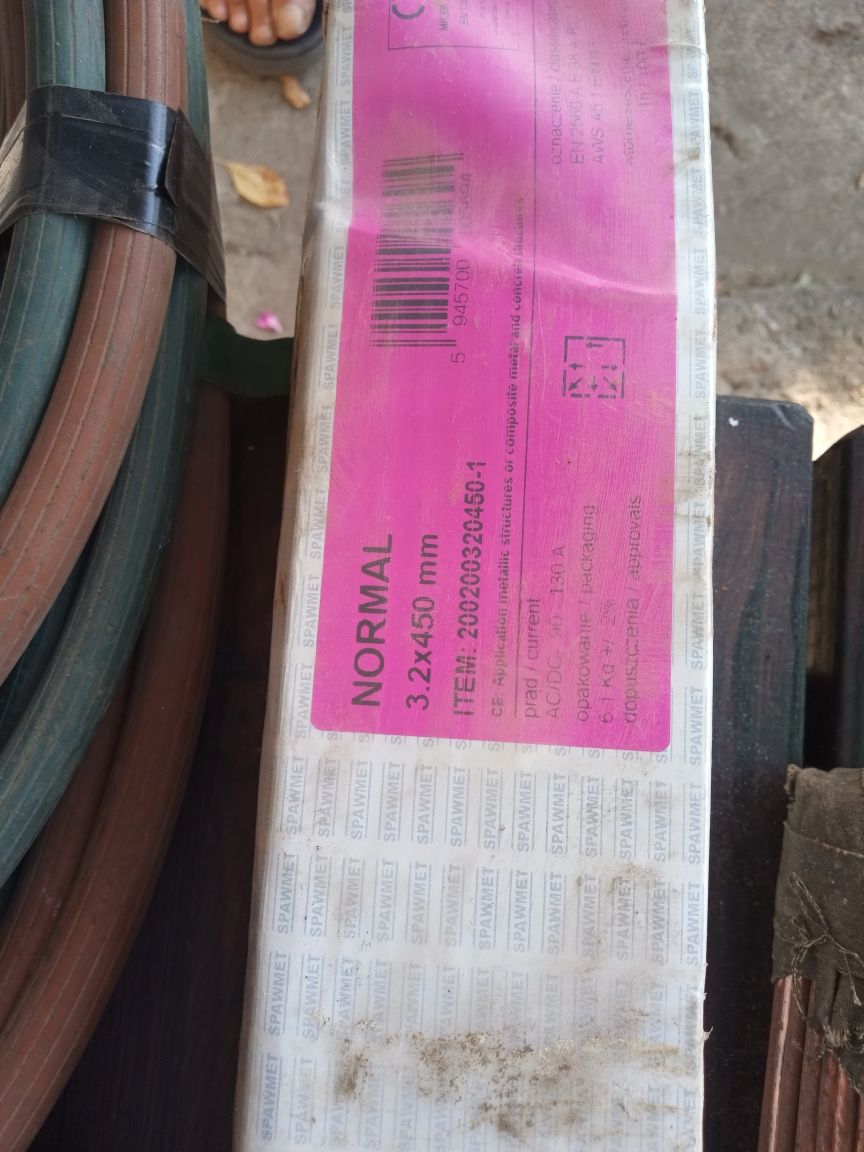 NORMAL
3.2x450 mm
ITEM: 200200320450-1
CE: Application metallic structures or composite metal and concrete structures
prąd / current
AC/DC- 90 - 130 A
opakowanie / packaging
6.1 Kg +/- 2%
dopuszczenia / approvals
5 945700
oznaczenie /
EN 2560-A E 38 A
AWS A5.1
SPAWMET